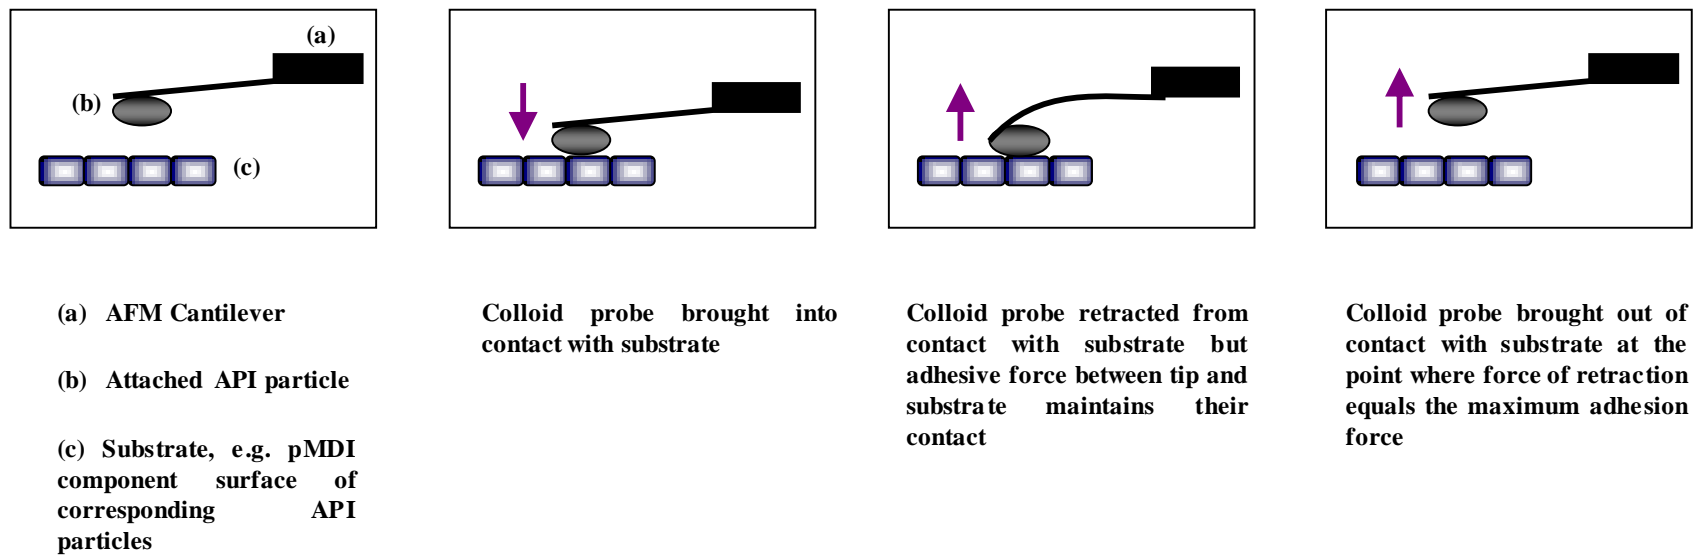 (a)
(b)
(c)
(a) AFM Cantilever
(b) Attached API particle
(c) Substrate, e.g. pMDI
component surface of
corresponding API
particles
Colloid probe brought into
contact with substrate
Colloid probe retracted from
contact with substrate but
adhesive force between tip and
substrate maintains their
contact
Colloid probe brought out of
contact with substrate at the
point where force of retraction
equals the maximum adhesion
force